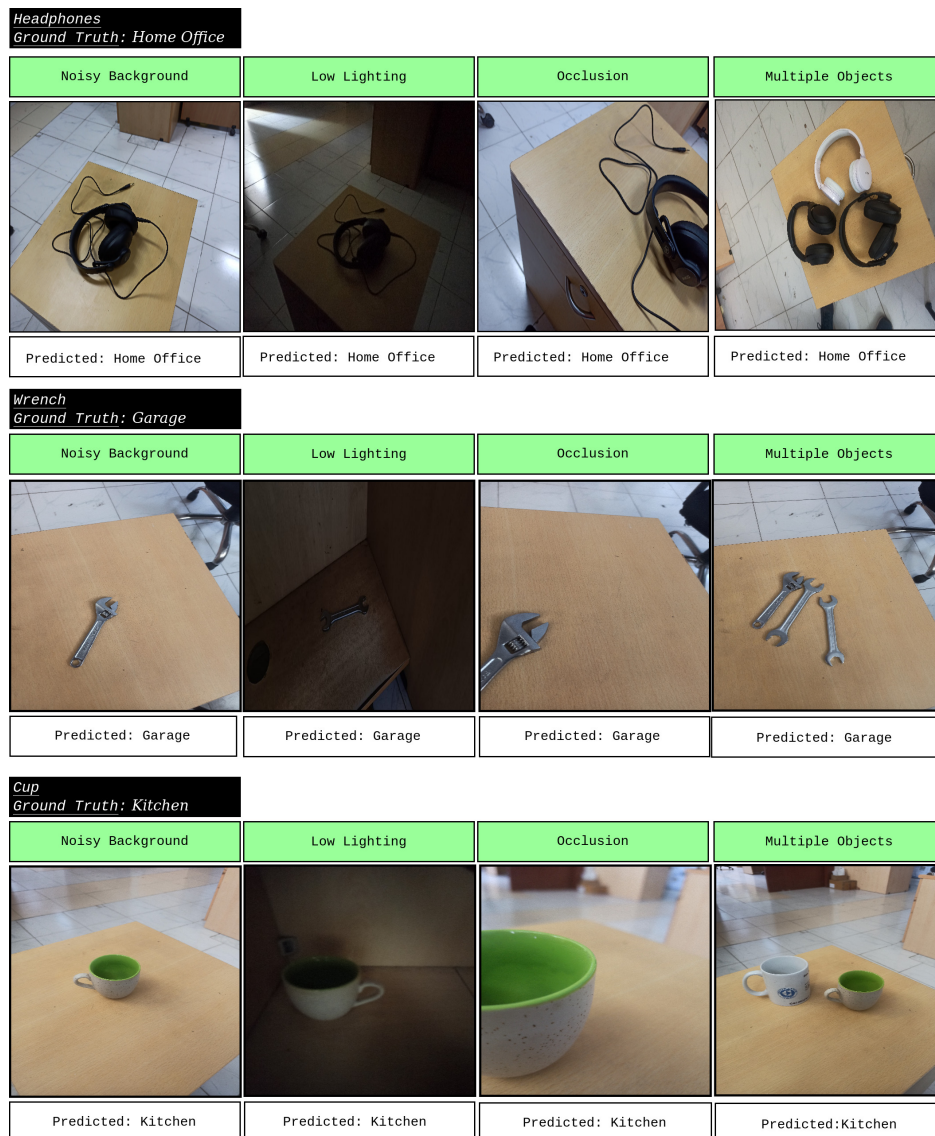 Headphones
Ground Truth: Home Office
Noisy Background
Low Lighting
Occlusion
Multiple Objects
Predicted: Home Office
Predicted: Home Office
Predicted: Home Office
Predicted: Home Office
Wrench
Ground Truth: Garage
Noisy Background
Low Lighting
Occlusion
Multiple Objects
Predicted: Garage
Predicted: Garage
Predicted: Garage
Predicted: Garage
Cup
Ground Truth: Kitchen
Noisy Background
Low Lighting
Occlusion
Multiple Objects
Predicted: Kitchen
Predicted: Kitchen
Predicted: Kitchen
Predicted:Kitchen